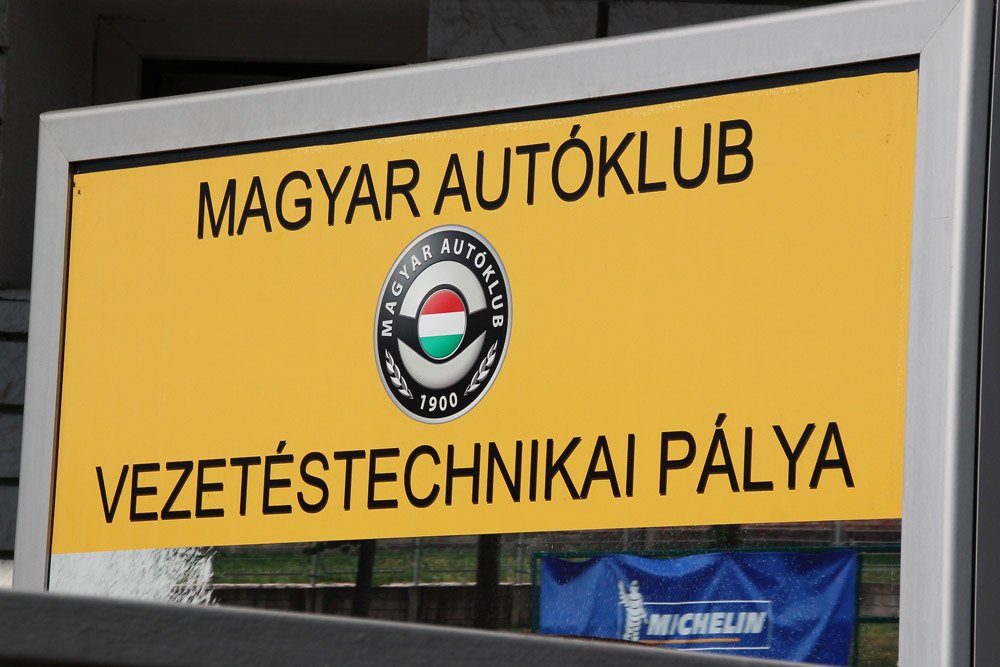 MAGYAR AUTÓKLUB
MAGYAR AUTÓKLUB
1900
VEZETÉSTECHNIKAI PÁLYA
MICHELIN